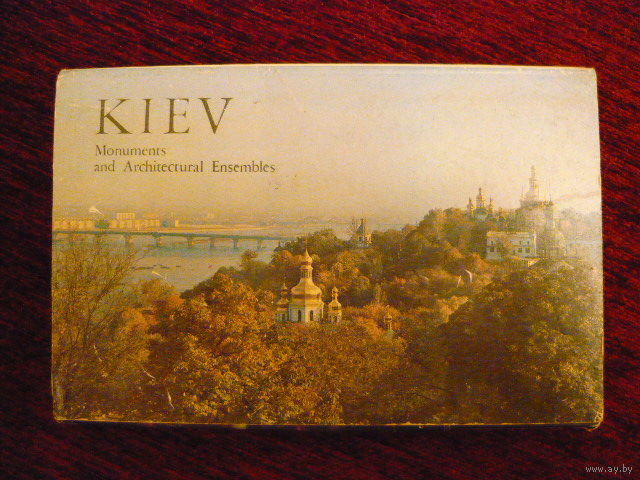 KIEV
Monuments
and Architectural Ensembles
www.ay.by